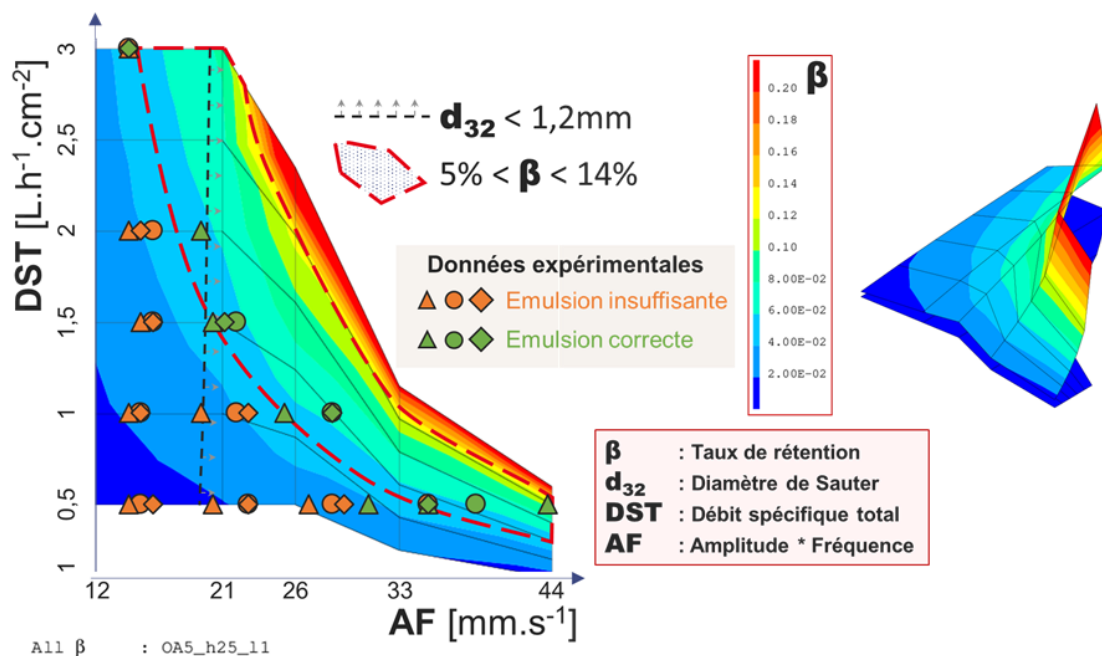 3
2,5
2
1,5
1
0,5
1
DST [L.h-1.cm-2]
12
21
26
33
44
AF [mm.s-1]
d32 < 1,2mm
5% < β < 14%
Données expérimentales
Emulsion insuffisante
Emulsion correcte
β
0.20
0.18
0.16
0.14
0.12
0.10
8.00E-02
6.00E-02
4.00E-02
2.00E-02
β : Taux de rétention
d32 : Diamètre de Sauter
DST : Débit spécifique total
AF : Amplitude * Fréquence
All β : OA5_h25_l1